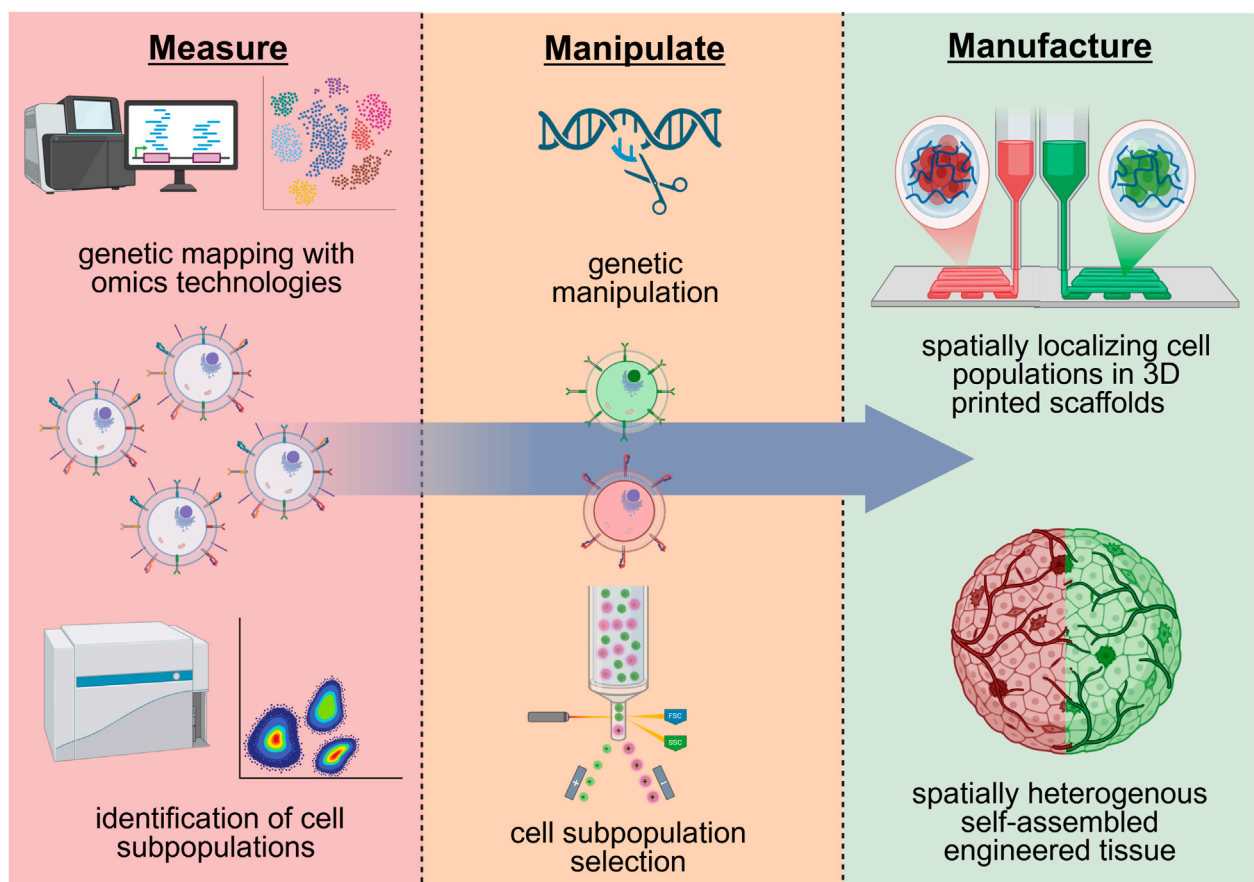 Measure
genetic mapping with
omics technologies
identification of cell
subpopulations
Manipulate
genetic
manipulation
FSC
SSC
cell subpopulation
selection
Manufacture
spatially localizing cell
populations in 3D
printed scaffolds
spatially heterogenous
self-assembled
engineered tissue